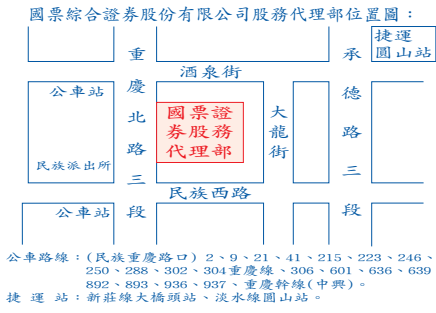 國票綜合證券股份有限公司股務代理部位置圖：
捷運
圓山站
重慶北路三段
酒泉街
承德路三段
公車站
國票證
券股務
代理部
大龍街
民族派出所
民族西路
公車站
公車路線：(民族重慶路口) 2、9、21、41、215、223、246、
250、288、302、304重慶線、306、601、636、639
892、893、936、937、重慶幹線(中興)。
捷運站：新莊線大橋頭站、淡水線圓山站。